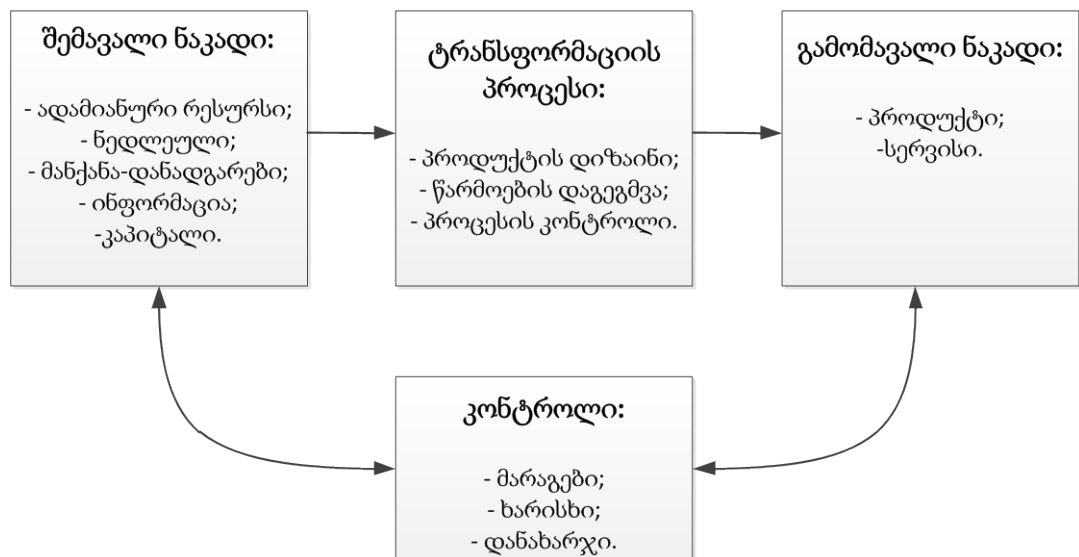 შემავალი ნაკადი:
- ადამიანური რესურსი;
- ნედლეული;
- მანქანა-დანადგარები;
- ინფორმაცია;
-კაპიტალი.
ტრანსფორმაციის
პროცესი:
- პროდუქტის დიზაინი;
- წარმოების დაგეგმვა;
- პროცესის კონტროლი.
გამომავალი ნაკადი:
- პროდუქტი;
-სერვისი.
კონტროლი:
- მარაგები;
- ხარისხი;
- დანახარჯი.